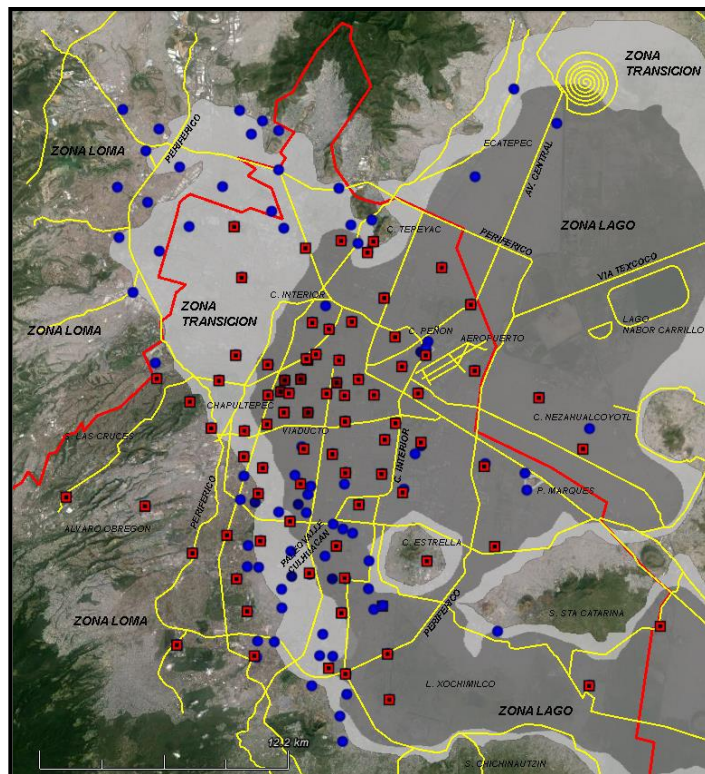 ZONA
TRANSICION
ZONA LOMA
PERIFERICO
ECATEPEC
AV. CENTRAL
ZONA LAGO
C. TEPEYAC
PERIFERICO
VIA TEXCOCO
C. INTERIOR
ZONA
TRANSICION
ZONA LOMA
LAGO
NABOR CARRILLO
C. PEÑON
AEROPUERTO
CHAPULTEPEC
C. NEZAHUALCOYOTL
S. LAS CRUCES
VIADUCTO
C. INTERIOR
P. MARQUES
PERIFERICO
ALVARO OBREGON
CULHUACAN
C. ESTRELLA
PERIFERICO
S. STA CATARINA
ZONA LOMA
L. XOCHIMILCO
ZONA LAGO
12.2 km
S. CHICHINAUTZIN